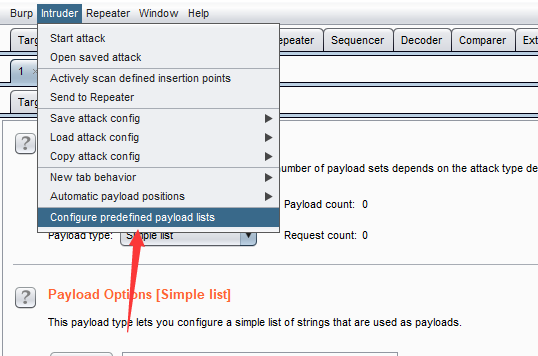 Burp Intruder Repeater Window Help
Start attack
Open saved attack
Actively scan defined insertion points
Send to Repeater
Save attack config
Load attack config
Copy attack config
New tab behavior
Automatic payload positions
Configure predefined payload lists
Targ epeater Sequencer Decoder Comparer Ext
1 ×
Targ
? number of payload sets depends on the attack type de
Payload count: 0
Payload type: Simple list Request count: 0
? Payload Options [Simple list]
This payload type lets you configure a simple list of strings that are used as payloads.